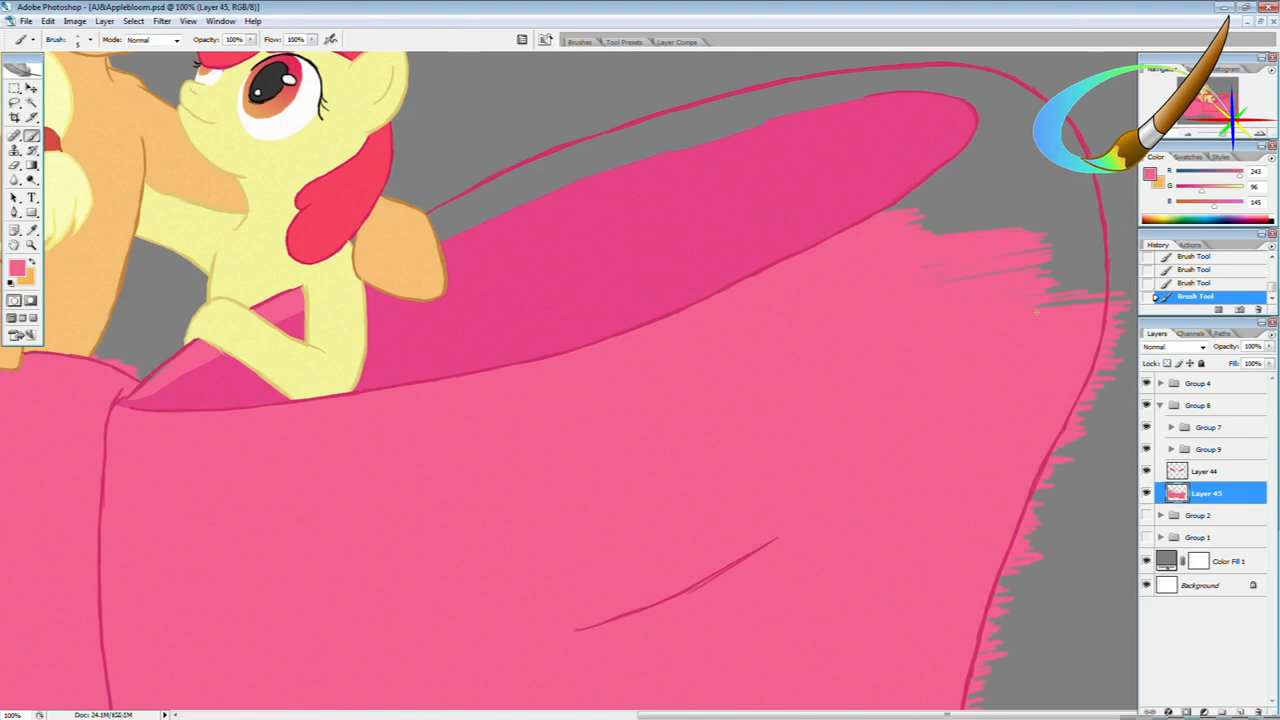 Adobe Photoshop - [AJ&Applebloom.psd @ 100% (Layer 45, RGB/8)]
File Edit Image Layer Select Filter View Window Help
Brush: 5 Mode: Normal Opacity: 100% Flow: 100% Brushes Tool Presets Layer Comps
Color Swatches Styles
R 243
G 96
B 145
History Actions
Brush Tool
Brush Tool
Brush Tool
Brush Tool
Layers Channels Paths
Normal Opacity: 100%
Lock: Fill: 100%
Group 4
Group 8
Group 7
Group 9
Layer 44
Layer 45
Group 2
Group 1
Color Fill 1
Background
100% Doc: 24.1M/